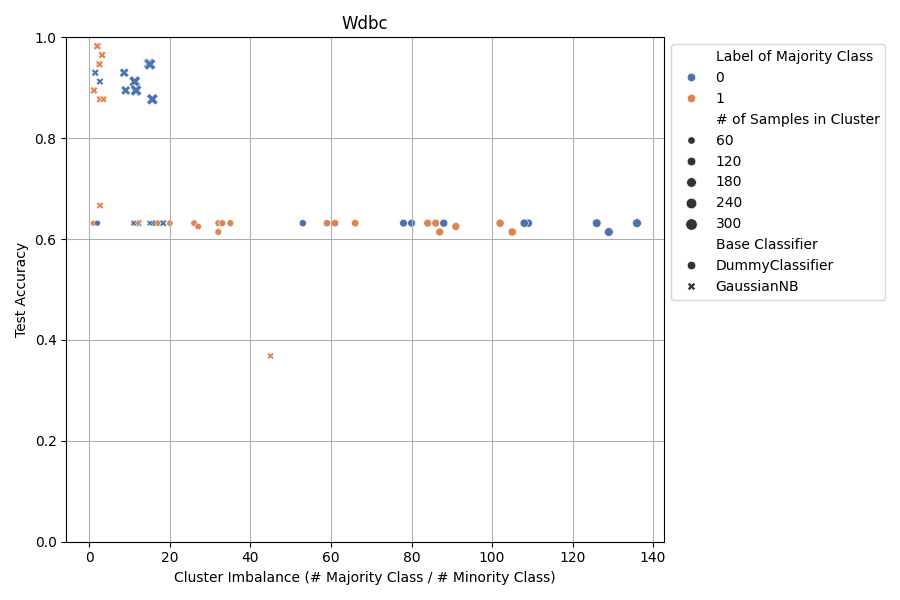 Wdbc
1.0
0.8
0.6
0.4
0.2
0.0
Test Accuracy
0 20 40 60 80 100 120 140
Cluster Imbalance (# Majority Class / # Minority Class)
Label of Majority Class
0
1
# of Samples in Cluster
60
120
180
240
300
Base Classifier
DummyClassifier
GaussianNB